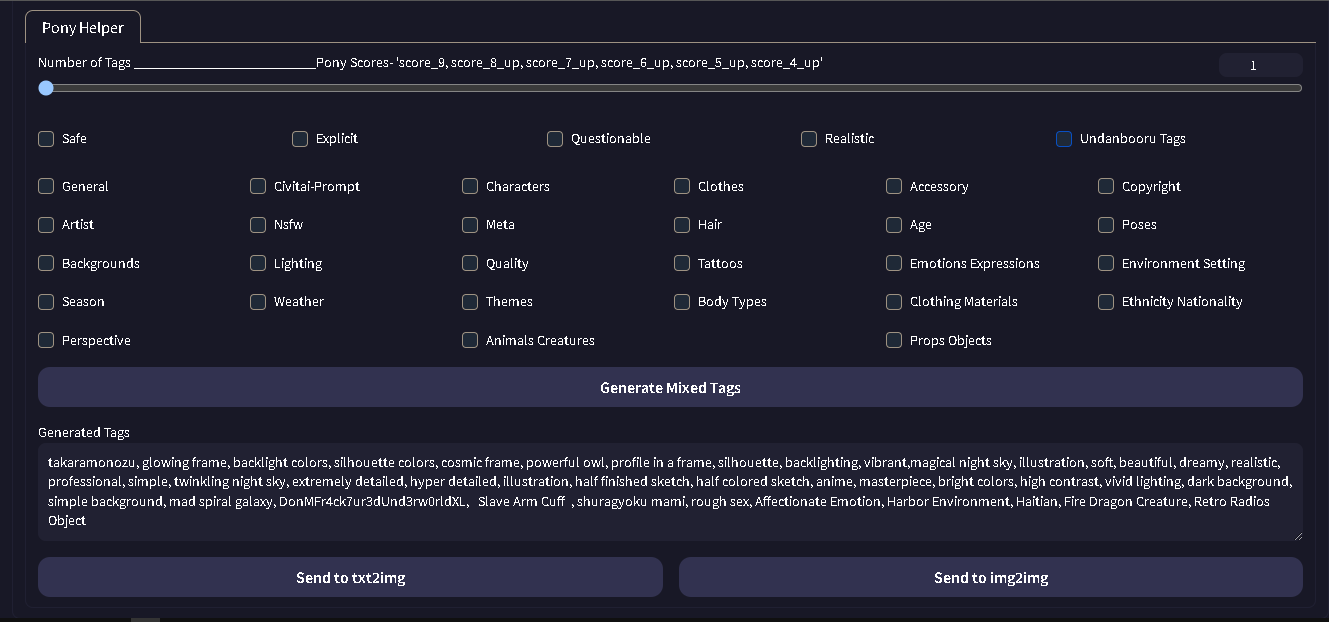 Pony Helper
Number of Tags __________________________Pony Scores- 'score_9, score_8_up, score_7_up, score_6_up, score_5_up, score_4_up' 1
Safe Explicit Questionable Realistic Undanbooru Tags
General Civitai-Prompt Characters Clothes Accessory Copyright
Artist Nsfw Meta Hair Age Poses
Backgrounds Lighting Quality Tattoos Emotions Expressions Environment Setting
Season Weather Themes Body Types Clothing Materials Ethnicity Nationality
Perspective Animals Creatures Props Objects
Generate Mixed Tags
Generated Tags
takaramonozu, glowing frame, backlight colors, silhouette colors, cosmic frame, powerful owl, profile in a frame, silhouette, backlighting, vibrant,magical night sky, illustration, soft, beautiful, dreamy, realistic,
professional, simple, twinkling night sky, extremely detailed, hyper detailed, illustration, half finished sketch, half colored sketch, anime, masterpiece, bright colors, high contrast, vivid lighting, dark background,
simple background, mad spiral galaxy, DonMFr4ck7ur3dUnd3rw0rldXL, Slave Arm Cuff , shuragyoku mami, rough sex, Affectionate Emotion, Harbor Environment, Haitian, Fire Dragon Creature, Retro Radios
Object
Send to txt2img Send to img2img